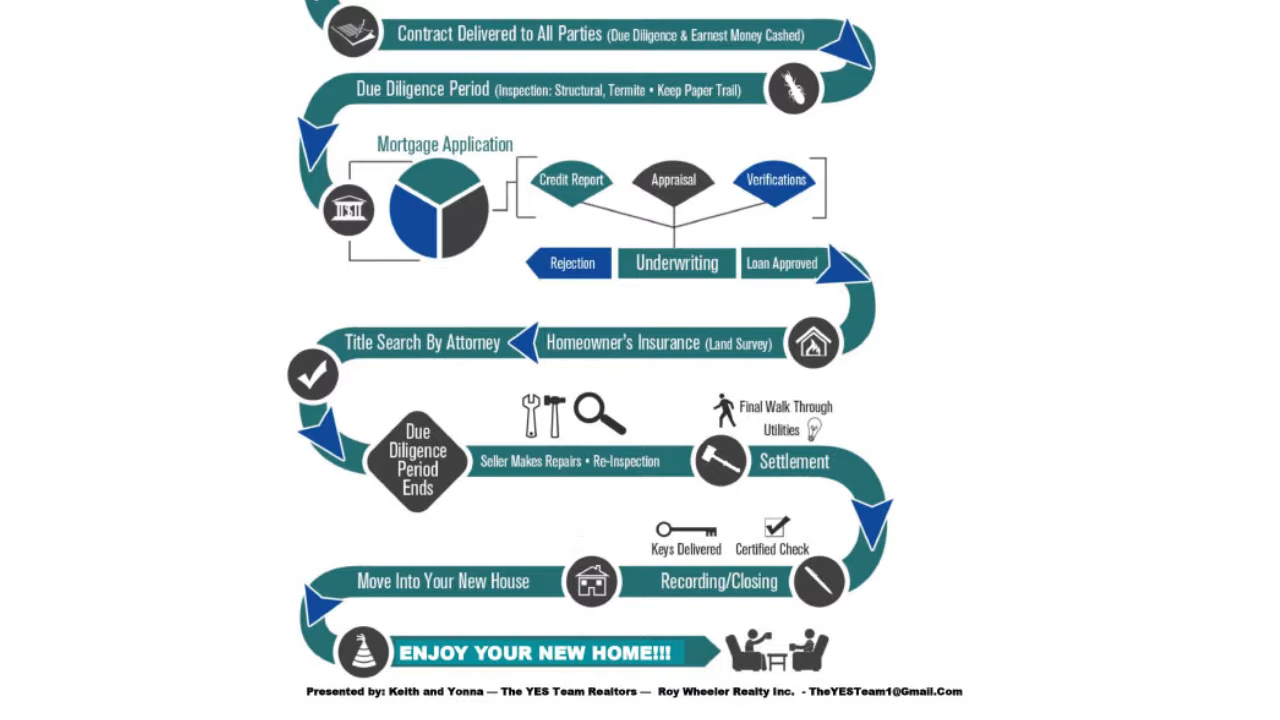 Contract Delivered to All Parties (Due Diligence & Earnest Money Cashed)
Due Diligence Period (Inspection: Structural, Termite • Keep Paper Trail)
Mortgage Application
Credit Report
Appraisal
Verifications
Rejection
Underwriting
Loan Approved
Title Search By Attorney
Homeowner's Insurance (Land Survey)
Final Walk Through
Utilities
Due
Diligence
Period
Ends
Seller Makes Repairs • Re-Inspection
Settlement
Keys Delivered
Certified Check
Move Into Your New House
Recording/Closing
ENJOY YOUR NEW HOME!!!
Presented by: Keith and Yonna — The YES Team Realtors — Roy Wheeler Realty Inc. - TheYESTeam1@Gmail.Com